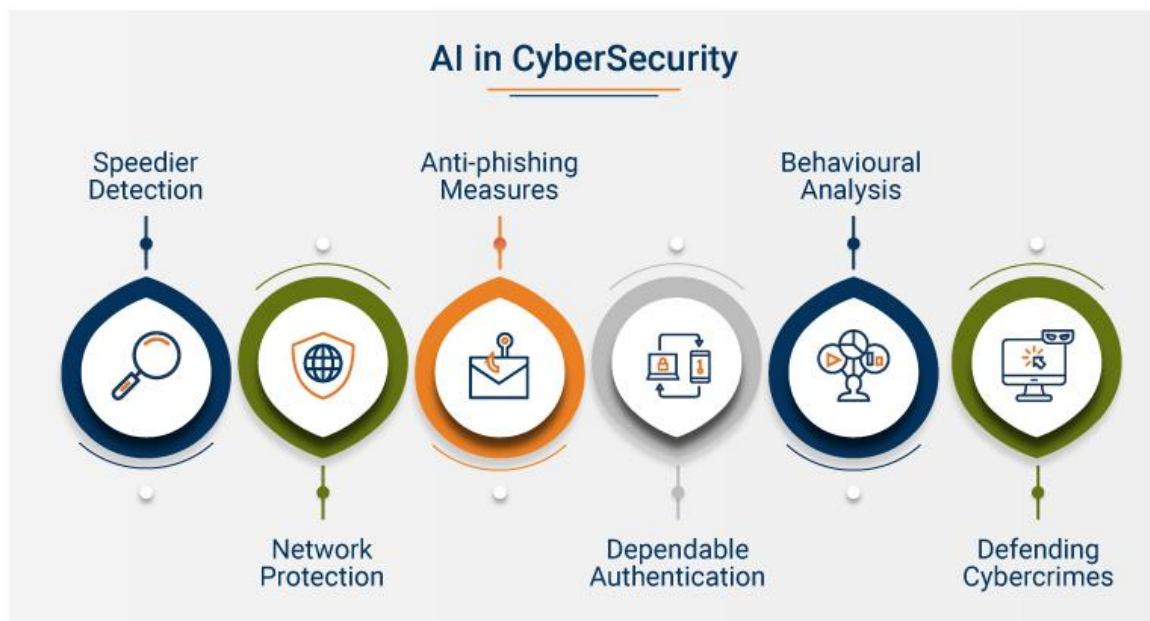 AI in CyberSecurity
Speedier
Detection
Anti-phishing
Measures
Behavioural
Analysis
Network
Protection
Dependable
Authentication
Defending
Cybercrimes